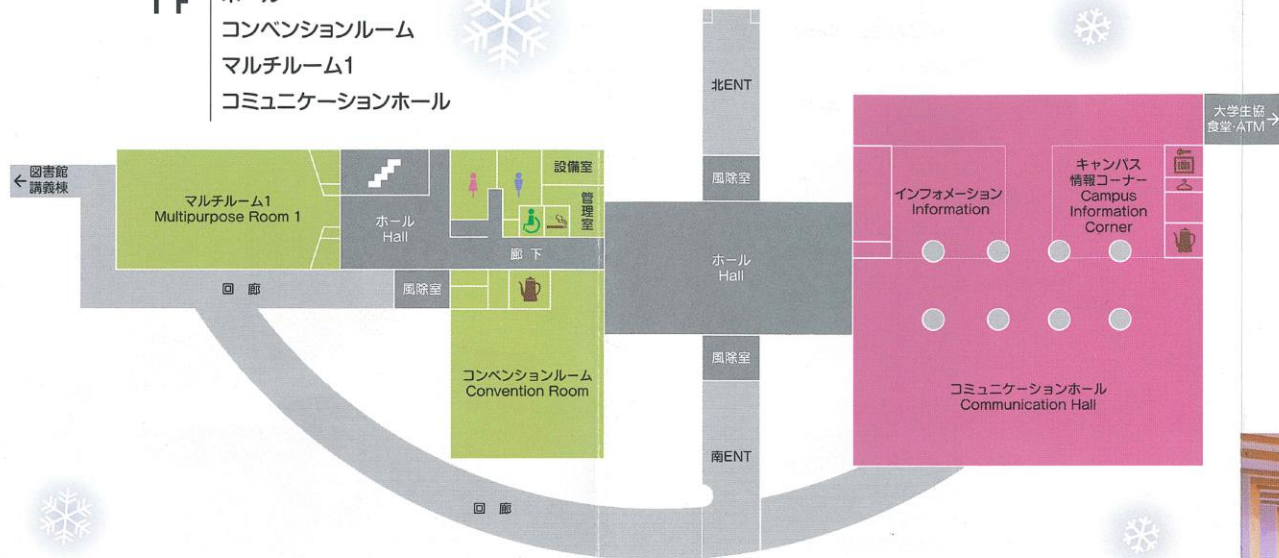 1F
ホール
コンベンションルーム
マルチルーム1
コミュニケーションホール
北ENT
大学生協
食堂・ATM→
←図書館
講義棟
マルチルーム1
Multipurpose Room 1
ホール
Hall
設備室
管理室
風除室
インフォメーション
Information
キャンパス
情報コーナー
Campus
Information
Corner
廊下
ホール
Hall
回廊
風除室
風除室
コンベンションルーム
Convention Room
コミュニケーションホール
Communication Hall
南ENT
回廊